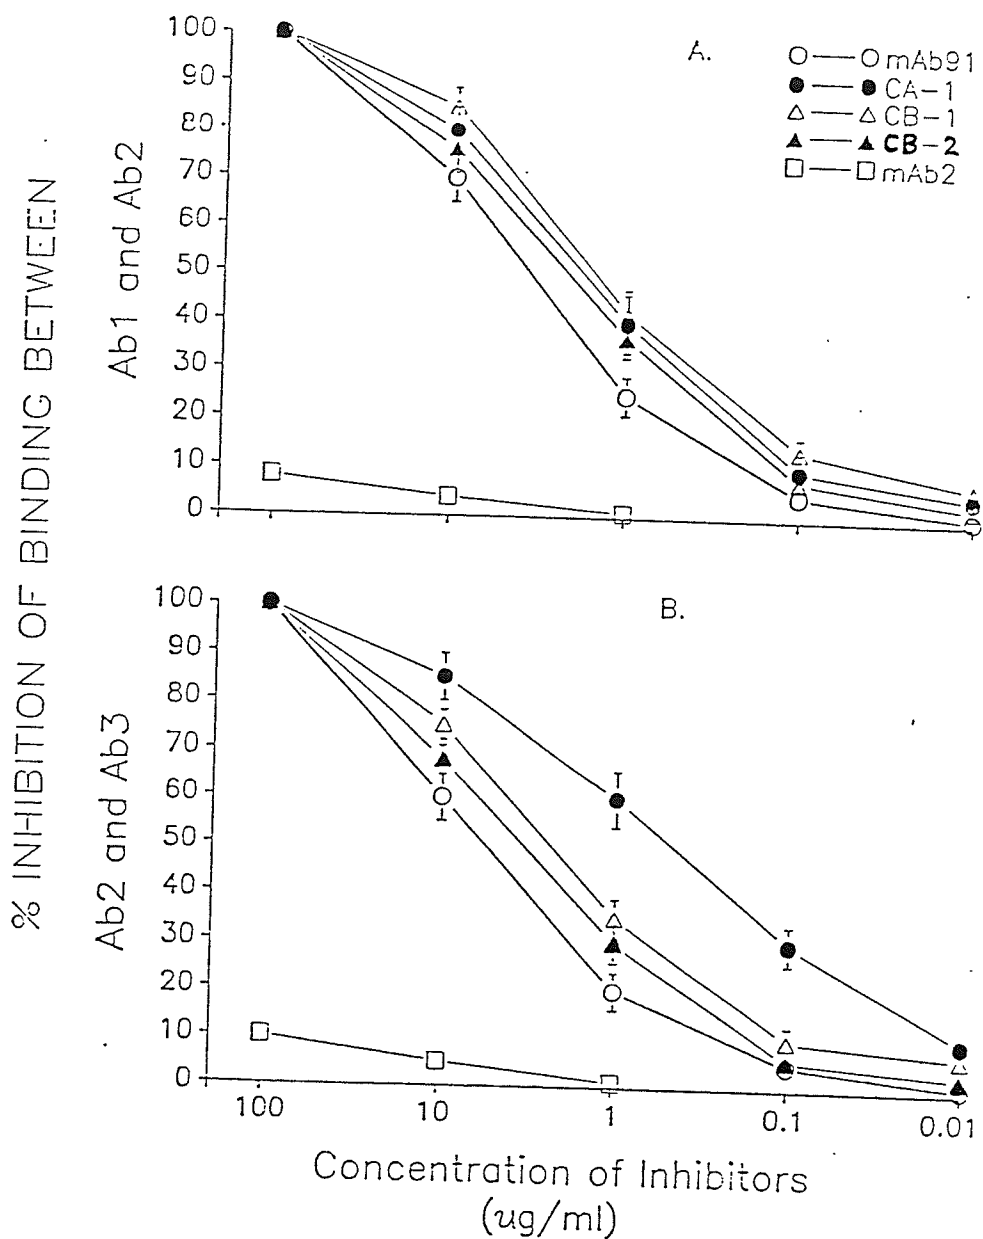 % INHIBITION OF BINDING BETWEEN
Ab1 and Ab2
100
90
80
70
60
50
40
30
20
10
0
A.
mAb91
CA-1
CB-1
CB-2
mAb2
Ab2 and Ab3
100
90
80
70
60
50
40
30
20
10
0
B.
100 10 1 0.1 0.01
Concentration of Inhibitors
(ug/ml)